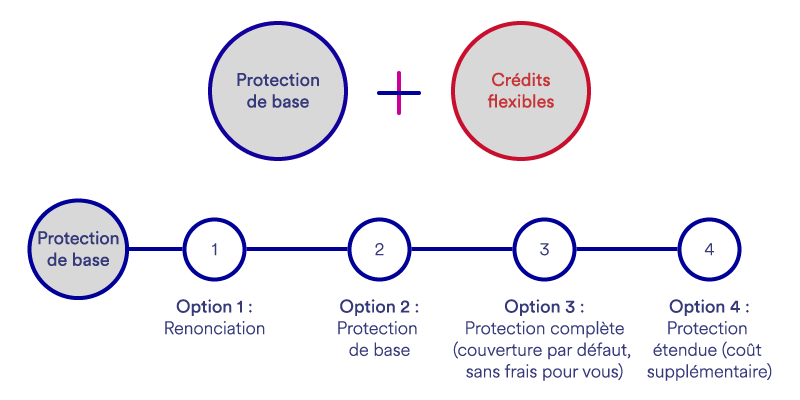 Protection
de base
Crédits
flexibles
Protection
de base
1
2
3
4
Option 1 :
Renonciation
Option 2 :
Protection
de base
Option 3 :
Protection complète
(couverture par défaut,
sans frais pour vous)
Option 4 :
Protection
étendue (coût
supplémentaire)